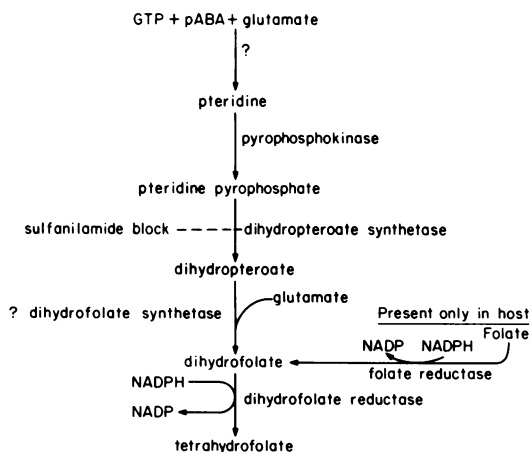 GTP + pABA + glutamate
?
pteridine
pyrophosphokinase
pteridine pyrophosphate
sulfanilamide block
dihydropteroate synthetase
dihydropteroate
glutamate
? dihydrofolate synthetase
Present only in host
Folate
NADP NADPH
dihydrofolate
folate reductase
NADPH
dihydrofolate reductase
NADP
tetrahydrofolate